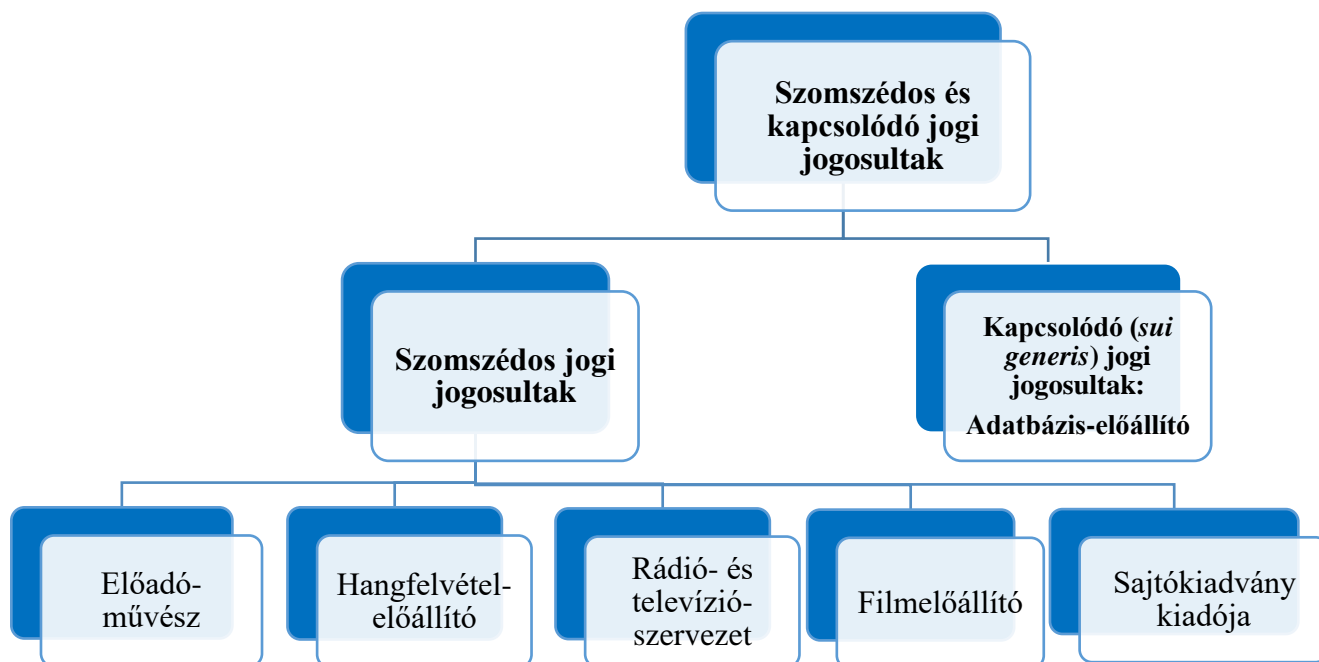 Szomszédos és
kapcsolódó jogi
jogosultak
Szomszédos jogi
jogosultak
Kapcsolódó (sui
generis) jogi
jogosultak:
Adatbázis-előállító
Előadó-
művész
Hangfelvétel-
előállító
Rádió- és
televízió-
szervezet
Filmelőállító
Sajtókiadvány
kiadója